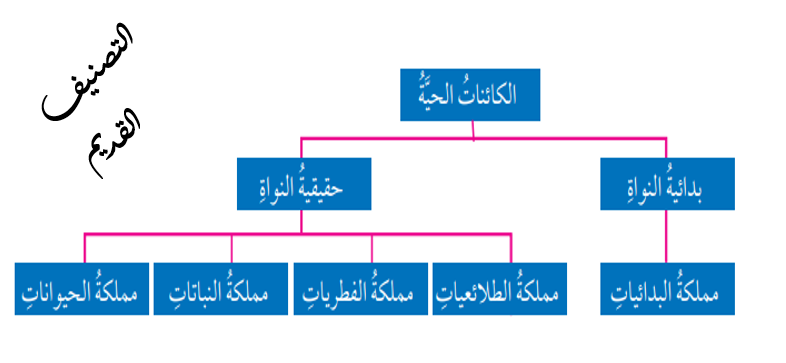 التصنيف
القديم
الكائناتُ الحيَّةُ
بدائيةُ النواةِ
حقيقيةُ النواةِ
مملكةُ البدائياتِ
مملكةُ الطلائعياتِ
مملكةُ الفطرياتِ
مملكةُ النباتاتِ
مملكةُ الحيواناتِ